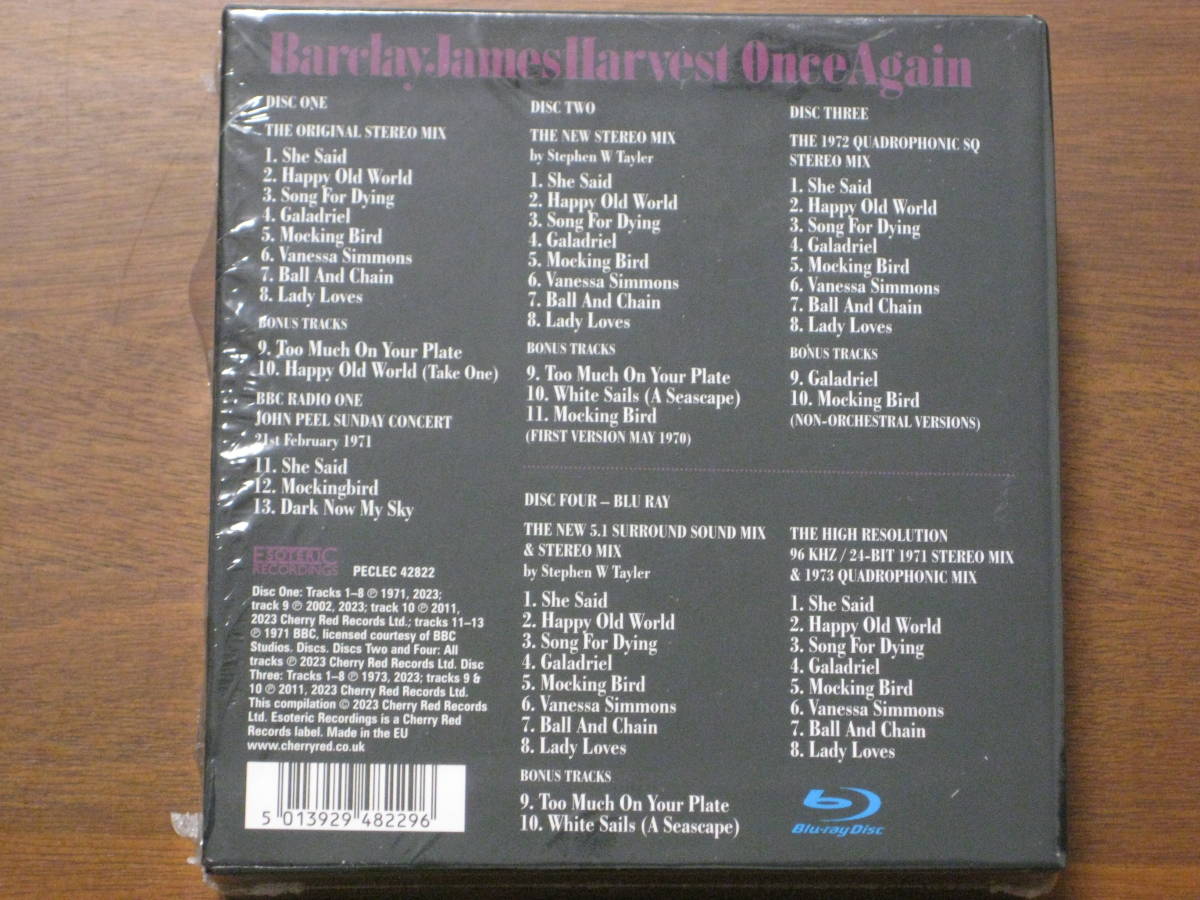 Barclay James Harvest Once Again
DISC ONE
THE ORIGINAL STEREO MIX
1. She Said
2. Happy Old World
3. Song For Dying
4. Galadriel
5. Mocking Bird
6. Vanessa Simmons
7. Ball And Chain
8. Lady Loves
BONUS TRACKS
9. Too Much On Your Plate
10. Happy Old World (Take One)
BBC RADIO ONE
JOHN PEEL SUNDAY CONCERT
21st February 1971
11. She Said
12. Mockingbird
13. Dark Now My Sky
ESOTERIC
RECORDINGS
PECLEC 42822
Disc One: Tracks 1–8 ℗ 1971, 2023;
track 9 ℗ 2002, 2023; track 10 ℗ 2011,
2023 Cherry Red Records Ltd.; tracks 11–13
℗ 1971 BBC, licensed courtesy of BBC
Studios. Discs. Discs Two and Four: All
tracks ℗ 2023 Cherry Red Records Ltd. Disc
Three: Tracks 1–8 ℗ 1973, 2023; tracks 9 &
10 ℗ 2011, 2023 Cherry Red Records Ltd.
This compilation © 2023 Cherry Red Records
Ltd. Esoteric Recordings is a Cherry Red
Records label. Made in the EU
www.cherryred.co.uk
5 013929 482296
DISC TWO
THE NEW STEREO MIX
by Stephen W Tayler
1. She Said
2. Happy Old World
3. Song For Dying
4. Galadriel
5. Mocking Bird
6. Vanessa Simmons
7. Ball And Chain
8. Lady Loves
BONUS TRACKS
9. Too Much On Your Plate
10. White Sails (A Seascape)
11. Mocking Bird
(FIRST VERSION MAY 1970)
DISC THREE
THE 1972 QUADROPHONIC SQ
STEREO MIX
1. She Said
2. Happy Old World
3. Song For Dying
4. Galadriel
5. Mocking Bird
6. Vanessa Simmons
7. Ball And Chain
8. Lady Loves
BONUS TRACKS
9. Galadriel
10. Mocking Bird
(NON-ORCHESTRAL VERSIONS)
DISC FOUR – BLU RAY
THE NEW 5.1 SURROUND SOUND MIX
& STEREO MIX
by Stephen W Tayler
1. She Said
2. Happy Old World
3. Song For Dying
4. Galadriel
5. Mocking Bird
6. Vanessa Simmons
7. Ball And Chain
8. Lady Loves
BONUS TRACKS
9. Too Much On Your Plate
10. White Sails (A Seascape)
THE HIGH RESOLUTION
96 KHZ / 24-BIT 1971 STEREO MIX
& 1973 QUADROPHONIC MIX
1. She Said
2. Happy Old World
3. Song For Dying
4. Galadriel
5. Mocking Bird
6. Vanessa Simmons
7. Ball And Chain
8. Lady Loves
Blu-ray Disc